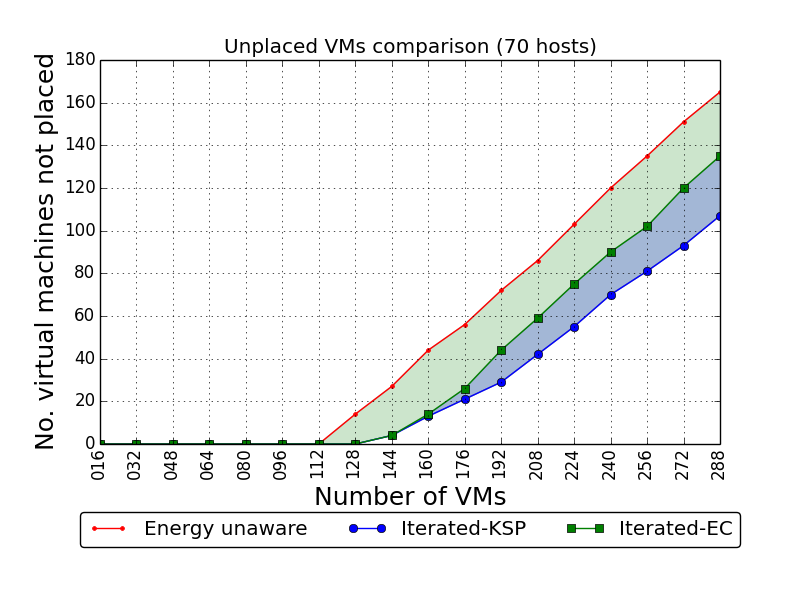 Unplaced VMs comparison (70 hosts)
No. virtual machines not placed
180
160
140
120
100
80
60
40
20
0
016 032 048 064 080 096 112 128 144 160 176 192 208 224 240 256 272 288
Number of VMs
Energy unaware Iterated-KSP Iterated-EC